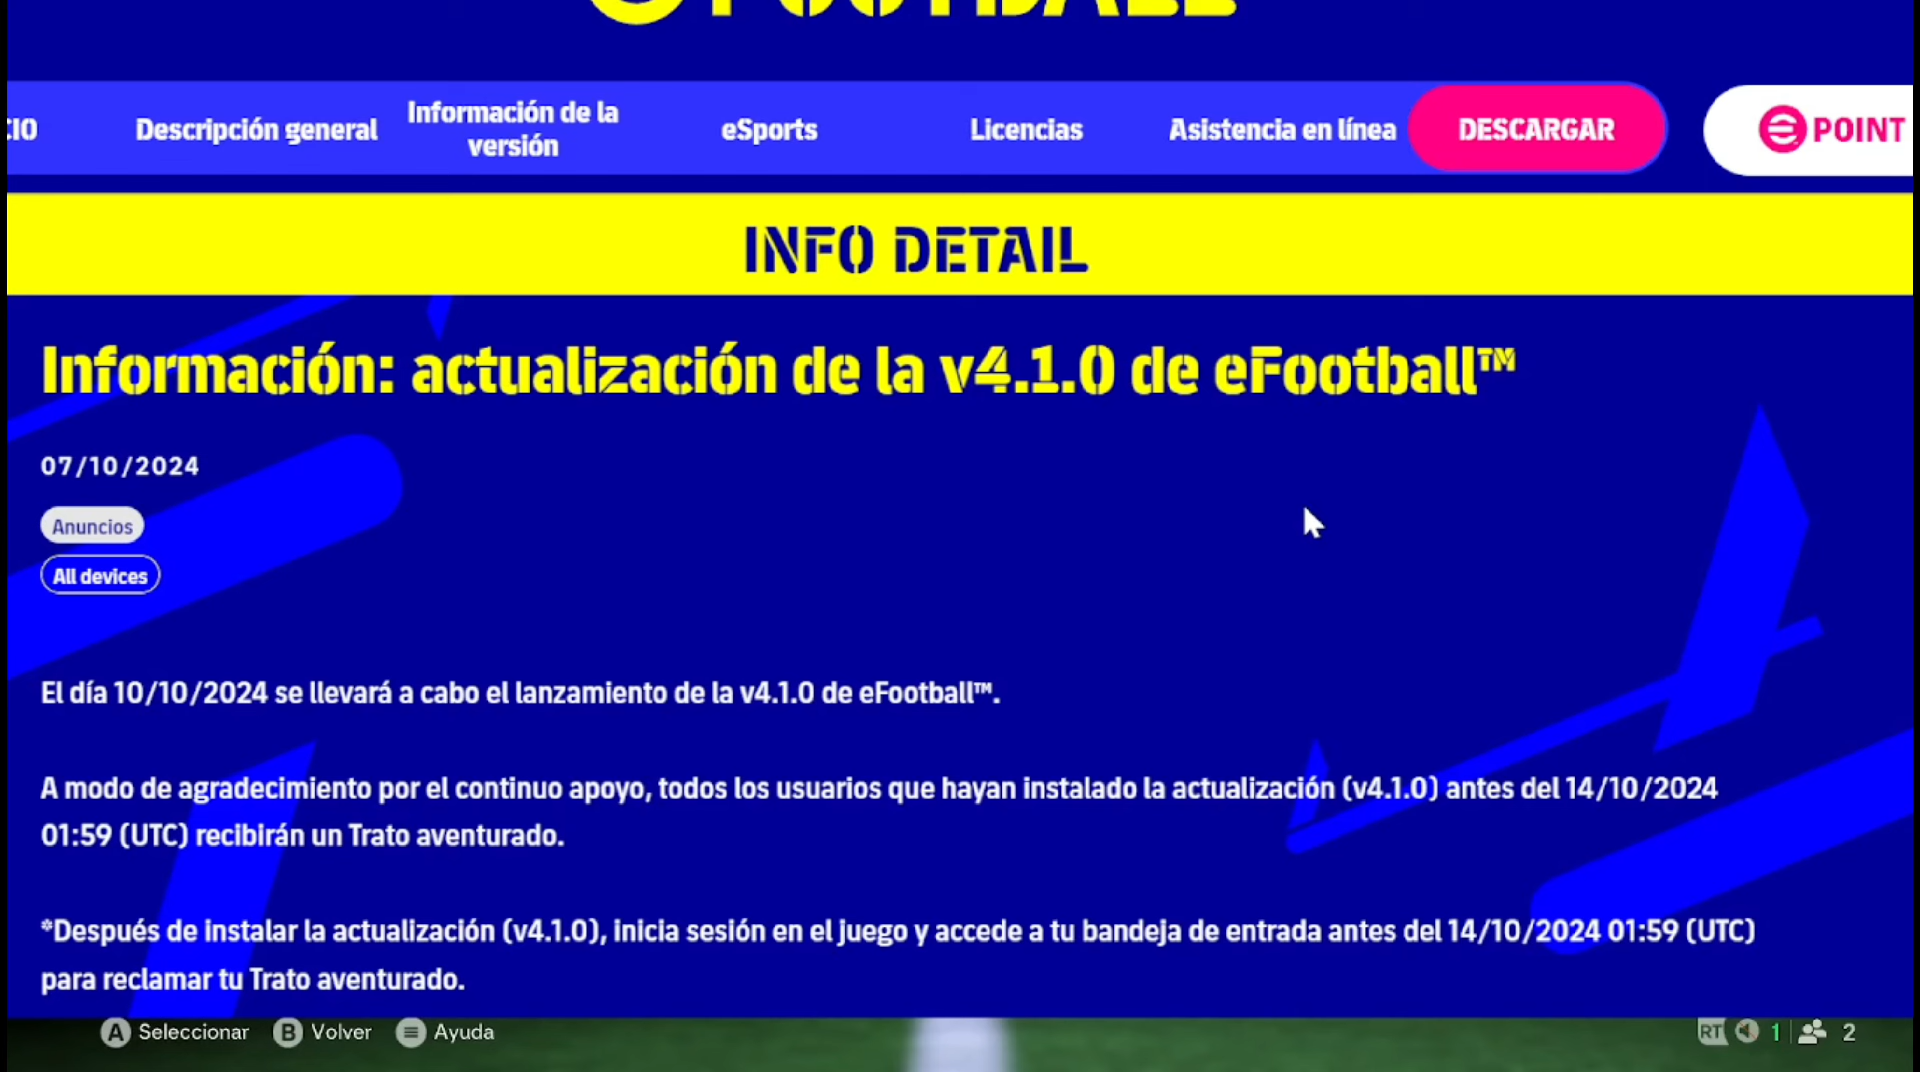 Descripción general
Información de la
versión
eSports
Licencias
Asistencia en línea
DESCARGAR
POINT
INFO DETAIL
Información: actualización de la v4.1.0 de eFootball™
07/10/2024
Anuncios
All devices
El día 10/10/2024 se llevará a cabo el lanzamiento de la v4.1.0 de eFootball™.
A modo de agradecimiento por el continuo apoyo, todos los usuarios que hayan instalado la actualización (v4.1.0) antes del 14/10/2024
01:59 (UTC) recibirán un Trato aventurado.
*Después de instalar la actualización (v4.1.0), inicia sesión en el juego y accede a tu bandeja de entrada antes del 14/10/2024 01:59 (UTC)
para reclamar tu Trato aventurado.
A Seleccionar B Volver Ayuda
RT 1 2